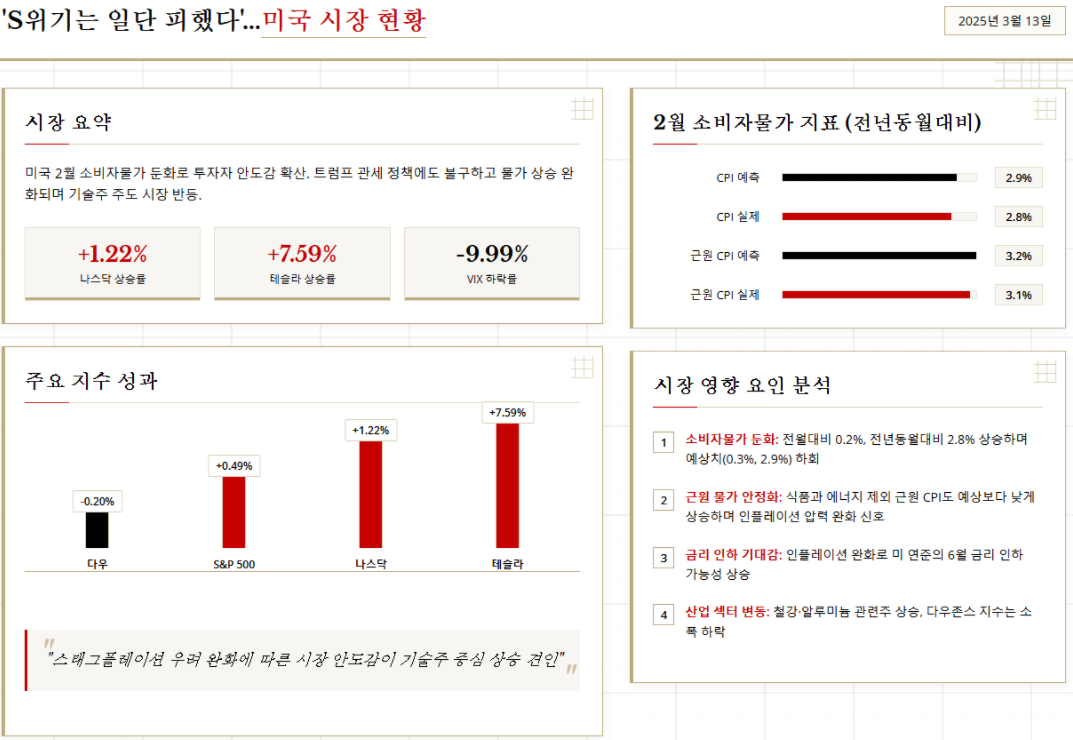 'S위기는 일단 피했다'...미국 시장 현황
2025년 3월 13일
시장 요약
미국 2월 소비자물가 둔화로 투자자 안도감 확산. 트럼프 관세 정책에도 불구하고 물가 상승 완
화되며 기술주 주도 시장 반등.
+1.22%
나스닥 상승률
+7.59%
테슬라 상승률
-9.99%
VIX 하락률
2월 소비자물가 지표 (전년동월대비)
CPI 예측 2.9%
CPI 실제 2.8%
근원 CPI 예측 3.2%
근원 CPI 실제 3.1%
주요 지수 성과
-0.20%
다우
+0.49%
S&P 500
+1.22%
나스닥
+7.59%
테슬라
"스태그플레이션 우려 완화에 따른 시장 안도감이 기술주 중심 상승 견인"
시장 영향 요인 분석
1 소비자물가 둔화: 전월대비 0.2%, 전년동월대비 2.8% 상승하며
예상치(0.3%, 2.9%) 하회
2 근원 물가 안정화: 식품과 에너지 제외 근원 CPI도 예상보다 낮게
상승하며 인플레이션 압력 완화 신호
3 금리 인하 기대감: 인플레이션 완화로 미 연준의 6월 금리 인하
가능성 상승
4 산업 섹터 변동: 철강·알루미늄 관련주 상승, 다우존스 지수는 소
폭 하락